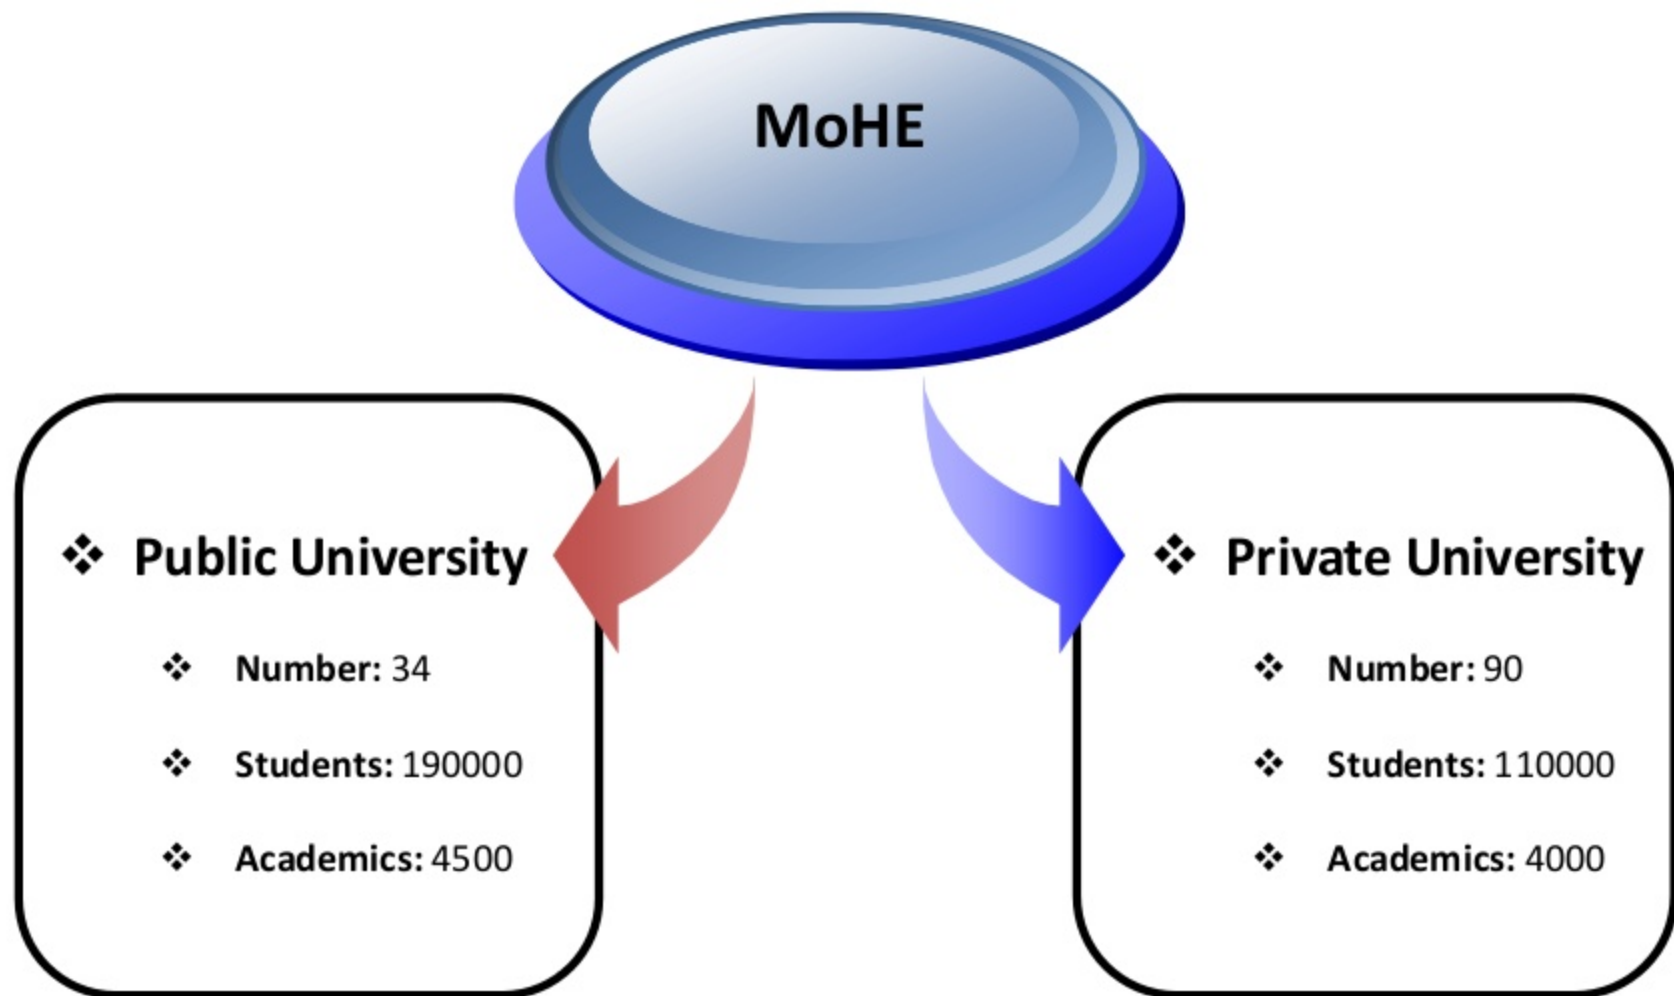 MoHE
❖ Public University
❖ Number: 34
❖ Students: 190000
❖ Academics: 4500
❖ Private University
❖ Number: 90
❖ Students: 110000
❖ Academics: 4000